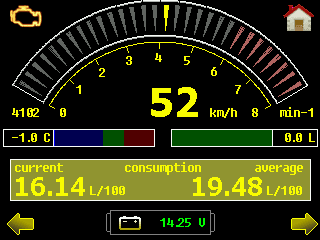 4
3 5
2 6
1 7
4102 0 52 km/h 8 min-1
-1.0 C 0.0 L
current consumption average
16.14 L/100 19.48 L/100
14.25 V